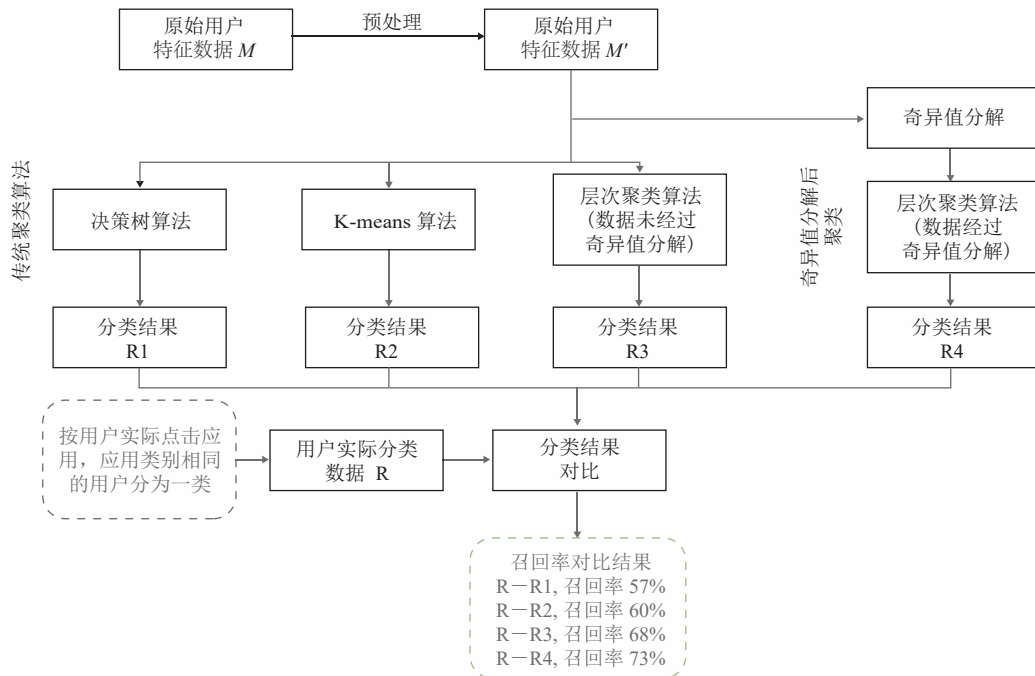 原始用户
特征数据 M
预处理
原始用户
特征数据 M′
奇异值分解
传统聚类算法
决策树算法
K-means 算法
层次聚类算法
(数据未经过
奇异值分解)
奇异值分解后
聚类
层次聚类算法
(数据经过
奇异值分解)
分类结果
R1
分类结果
R2
分类结果
R3
分类结果
R4
按用户实际点击应
用，应用类别相同
的用户分为一类
用户实际分类
数据 R
分类结果
对比
召回率对比结果
R－R1, 召回率 57%
R－R2, 召回率 60%
R－R3, 召回率 68%
R－R4, 召回率 73%